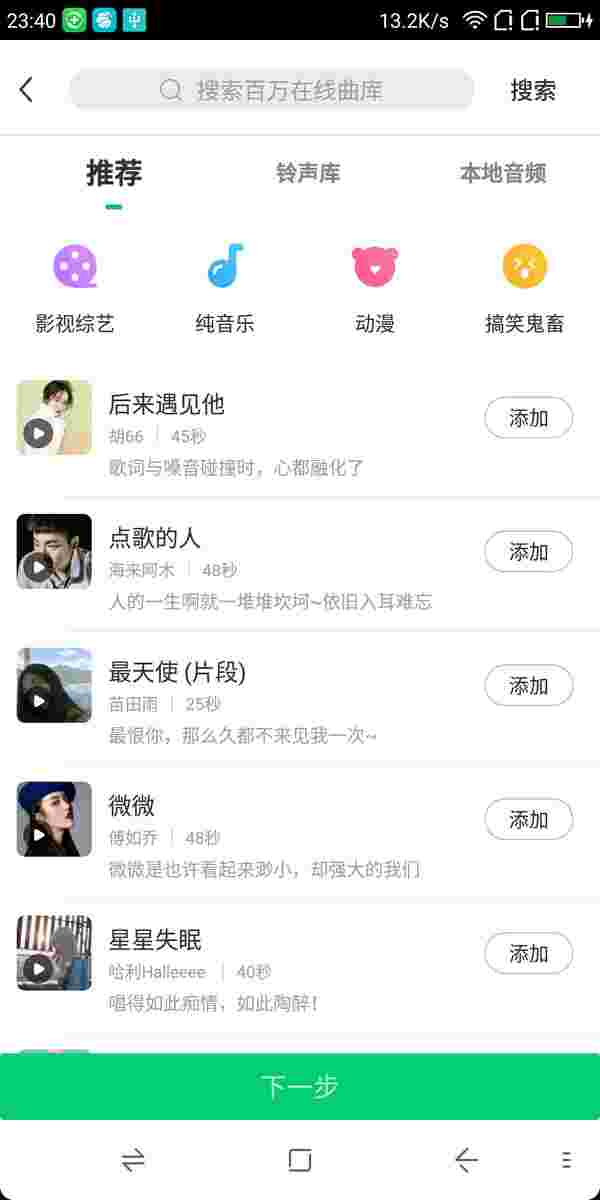 23:40 13.2K/s
搜索百万在线曲库 搜索
推荐 铃声库 本地音频
影视综艺 纯音乐 动漫 搞笑鬼畜
后来遇见他
胡66 45秒
添加
歌词与嗓音碰撞时，心都融化了
点歌的人
海来阿木 48秒
添加
人的一生啊就一堆堆坎坷~依旧入耳难忘
最天使 (片段)
苗田雨 25秒
添加
最恨你，那么久都不来见我一次~
微微
傅如乔 48秒
添加
微微是也许看起来渺小，却强大的我们
星星失眠
哈利Halleeee 40秒
添加
唱得如此痴情，如此陶醉！
下一步